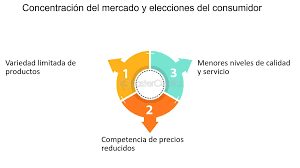 Concentración del mercado y elecciones del consumidor
Variedad limitada de
productos
1
3
Menores niveles de calidad
y servicio
2
Competencia de precios
reducidos